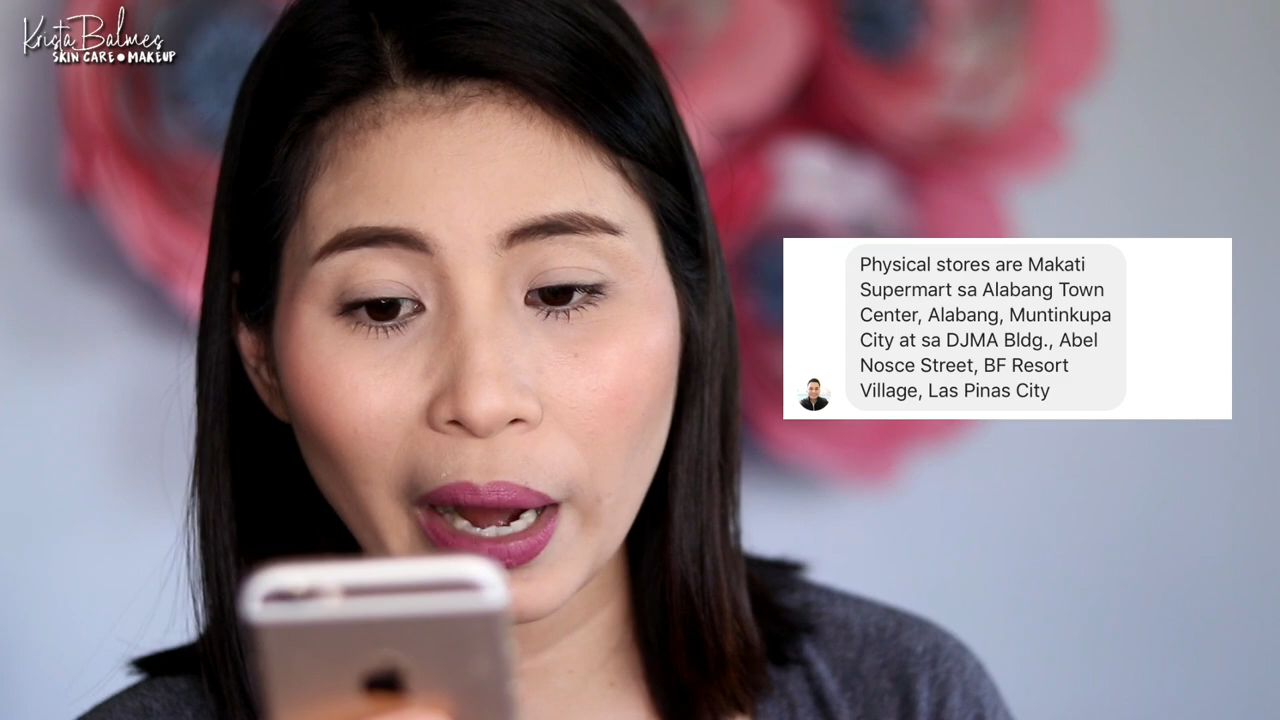 Krista Balmes
SKIN CARE • MAKEUP
Physical stores are Makati
Supermart sa Alabang Town
Center, Alabang, Muntinkupa
City at sa DJMA Bldg., Abel
Nosce Street, BF Resort
Village, Las Pinas City